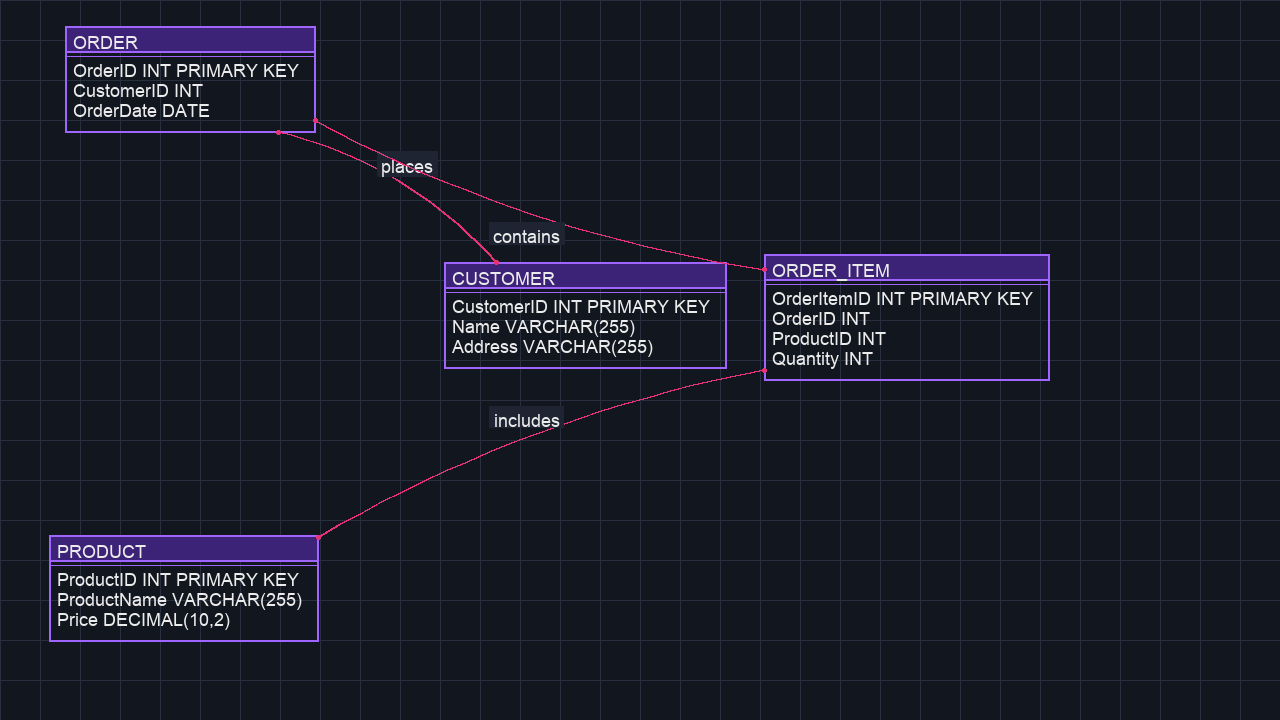 ORDER
OrderID INT PRIMARY KEY
CustomerID INT
OrderDate DATE
places
contains
CUSTOMER
CustomerID INT PRIMARY KEY
Name VARCHAR(255)
Address VARCHAR(255)
ORDER_ITEM
OrderItemID INT PRIMARY KEY
OrderID INT
ProductID INT
Quantity INT
includes
PRODUCT
ProductID INT PRIMARY KEY
ProductName VARCHAR(255)
Price DECIMAL(10,2)